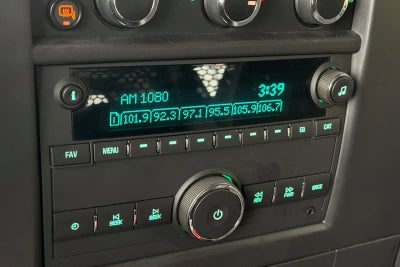 i
AM 1080 3:39
1 101.9 92.3 97.1 95.5 105.9 106.7
FAV MENU EQ CAT
SEEK SEEK REV FWD